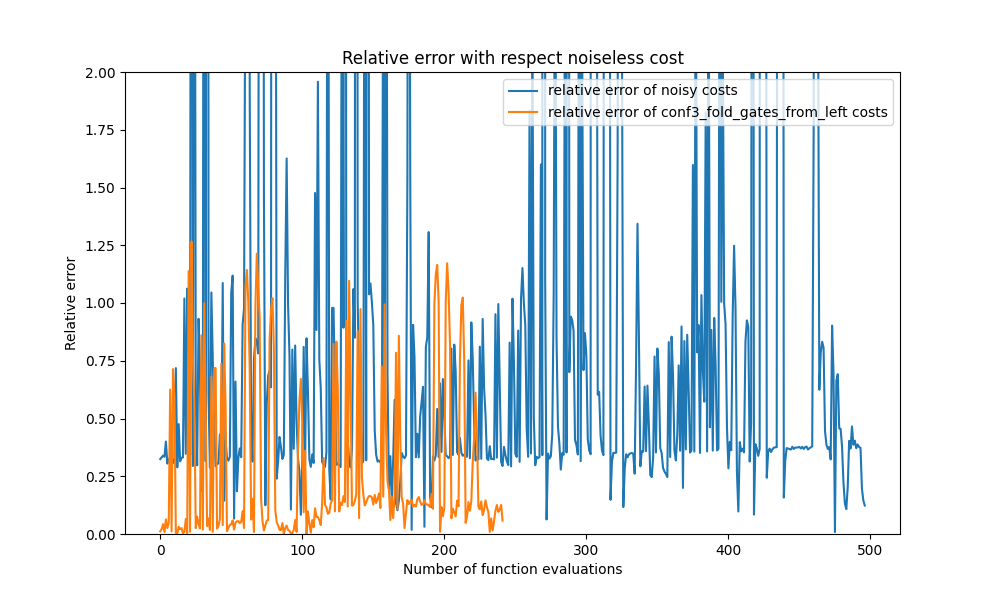 Relative error with respect noiseless cost
relative error of noisy costs
relative error of conf3_fold_gates_from_left costs
Relative error
2.00
1.75
1.50
1.25
1.00
0.75
0.50
0.25
0.00
0 100 200 300 400 500
Number of function evaluations